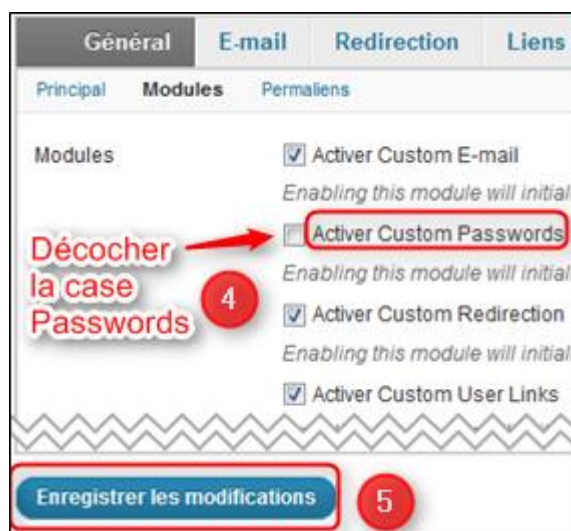 Général E-mail Redirection Liens
Principal Modules Permaliens
Modules
Activer Custom E-mail
Enabling this module will initial
Activer Custom Passwords
Enabling this module will initial
Décocher
la case
Passwords
4
Activer Custom Redirection
Enabling this module will initial
Activer Custom User Links
Enregistrer les modifications
5